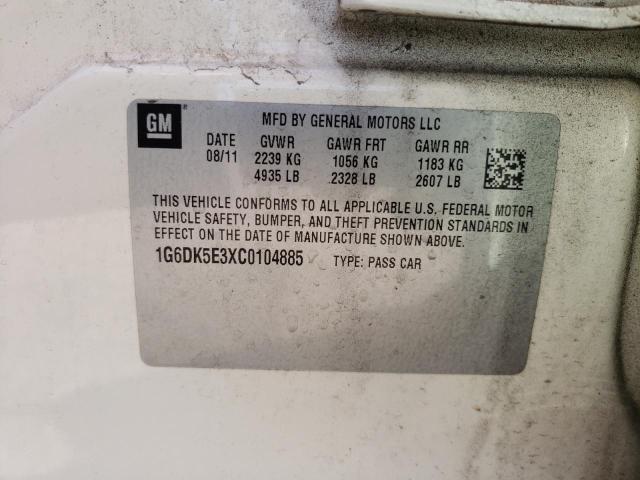 GM ®
MFD BY GENERAL MOTORS LLC
DATE GVWR GAWR FRT GAWR RR
08/11 2239 KG 1056 KG 1183 KG
4935 LB 2328 LB 2607 LB
THIS VEHICLE CONFORMS TO ALL APPLICABLE U.S. FEDERAL MOTOR
VEHICLE SAFETY, BUMPER, AND THEFT PREVENTION STANDARDS IN
EFFECT ON THE DATE OF MANUFACTURE SHOWN ABOVE.
1G6DK5E3XC0104885 TYPE: PASS CAR